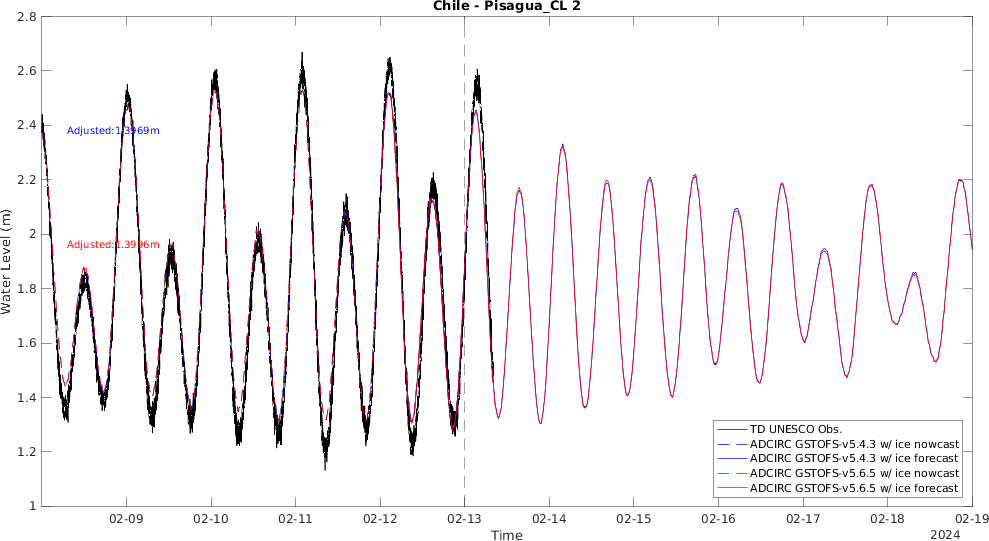 Chile - Pisagua_CL 2
2.8
2.6
2.4
2.2
2
1.8
1.6
1.4
1.2
1
Water Level (m)
Adjusted:1.3969m
Adjusted:1.3996m
TD UNESCO Obs.
ADCIRC GSTOFS-v5.4.3 w/ ice nowcast
ADCIRC GSTOFS-v5.4.3 w/ ice forecast
ADCIRC GSTOFS-v5.6.5 w/ ice nowcast
ADCIRC GSTOFS-v5.6.5 w/ ice forecast
02-09 02-10 02-11 02-12 02-13 02-14 02-15 02-16 02-17 02-18 02-19
Time
2024